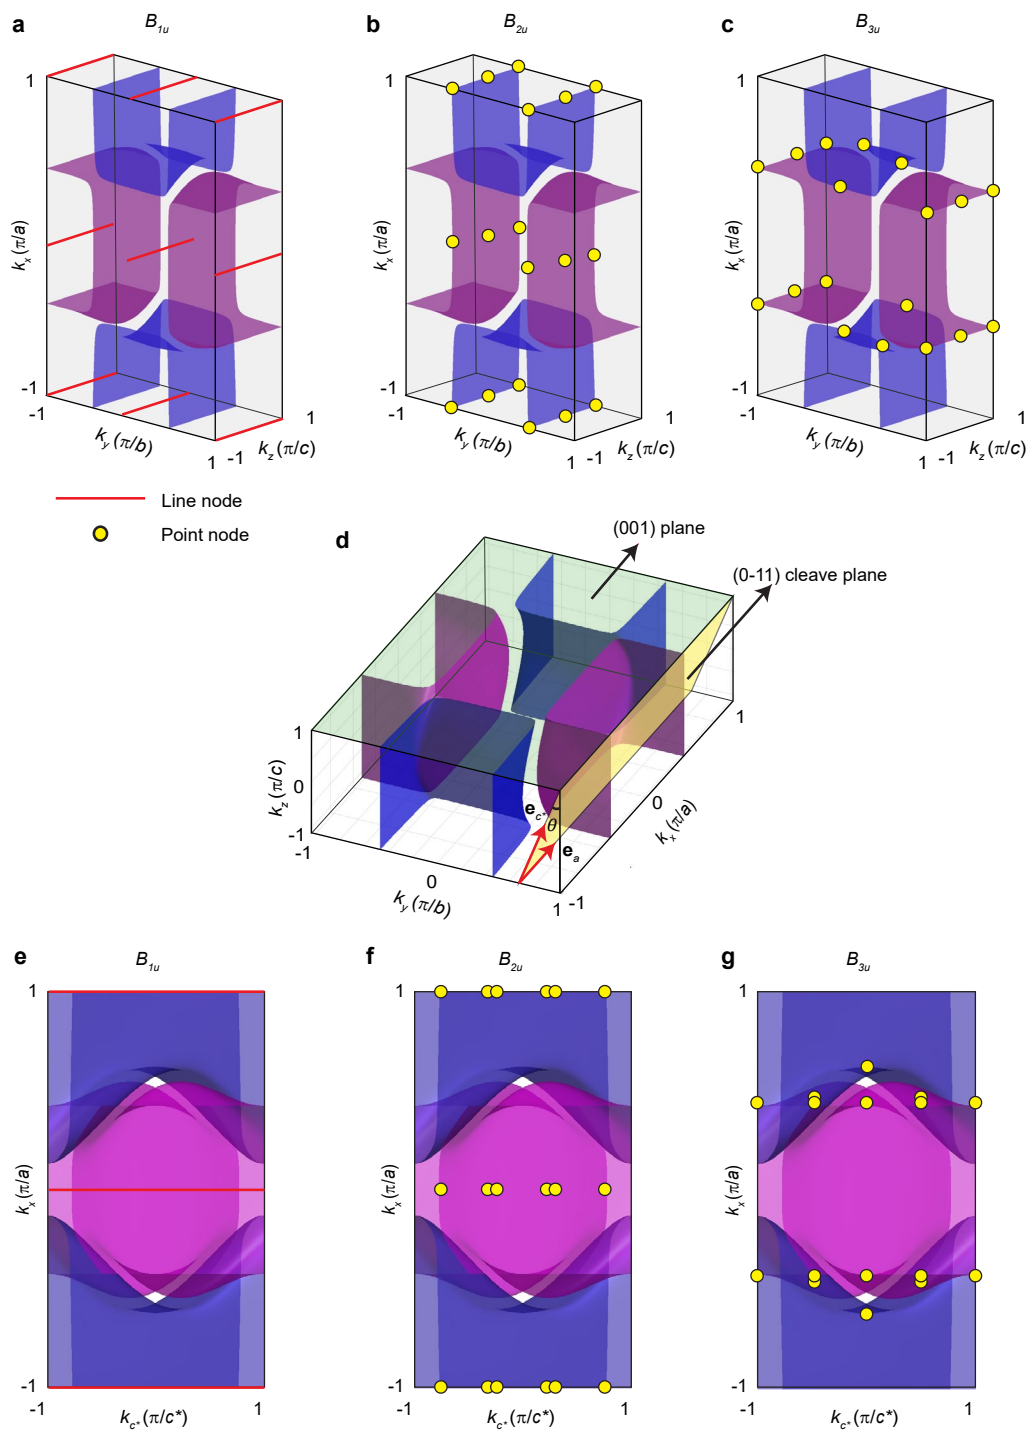 a
B1u
b
B2u
c
B3u
1
kx (π/a)
-1
-1
ky (π/b)
1
-1
kz (π/c)
1
1
kx (π/a)
-1
-1
ky (π/b)
1
-1
kz (π/c)
1
1
kx (π/a)
-1
-1
ky (π/b)
1
-1
kz (π/c)
1
Line node
Point node
d
(001) plane
(0-11) cleave plane
1
kz (π/c)
0
-1
-1
0
ky (π/b)
1
-1
kx (π/a)
0
1
ec*
θ
ea
e
B1u
f
B2u
g
B3u
1
kx (π/a)
-1
-1
kc* (π/c*)
1
1
kx (π/a)
-1
-1
kc* (π/c*)
1
1
kx (π/a)
-1
-1
kc* (π/c*)
1